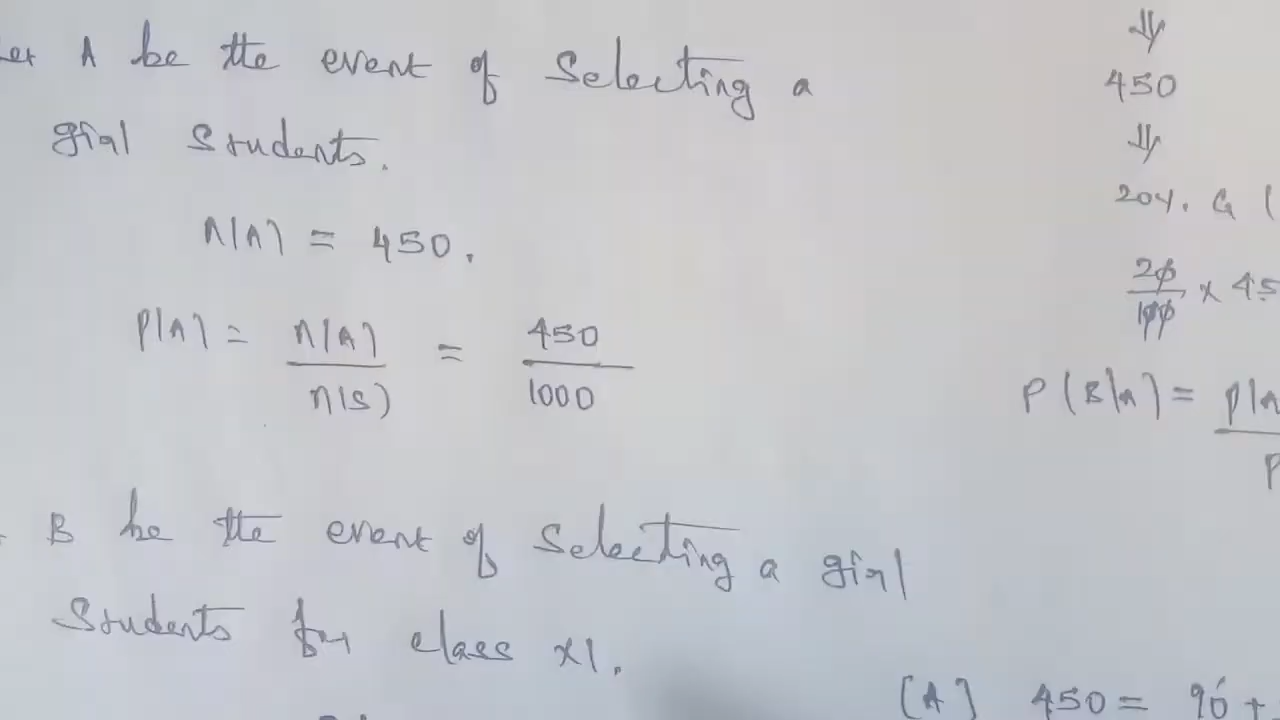 Let A be the event of Selecting a
girl Students.
n(A) = 450.
P(A) = n(A)/n(S) = 450/1000
B be the event of Selecting a girl
Students for class XI.
⇓
450
⇓
20%. G (
20/100 × 45
P(B|A) = P(A
P
(A) 450 = 90 +